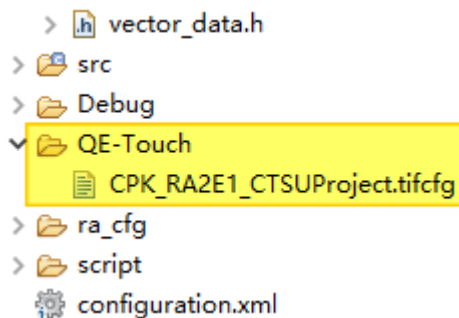 vector_data.h
src
Debug
QE-Touch
CPK_RA2E1_CTSUProject.tifcfg
ra_cfg
script
configuration.xml